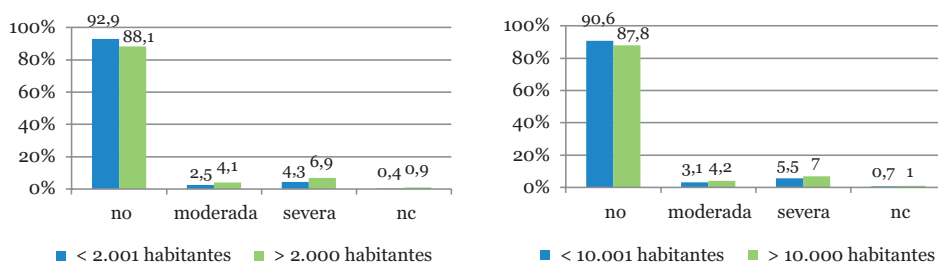 100%
80%
60%
40%
20%
0%
92,9
88,1
2,5
4,1
4,3
6,9
0,4
0,9
no
moderada
severa
nc
< 2.001 habitantes
> 2.000 habitantes
100%
80%
60%
40%
20%
0%
90,6
87,8
3,1
4,2
5,5
7
0,7
1
no
moderada
severa
nc
< 10.001 habitantes
> 10.000 habitantes